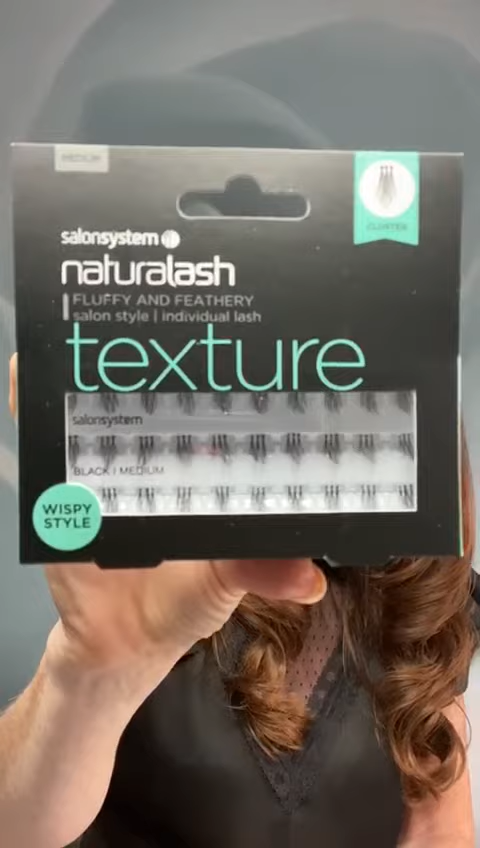 MEDIUM
CLUSTER
salonsystem
naturalash
FLUFFY AND FEATHERY
salon style | individual lash
texture
salonsystem
BLACK | MEDIUM
WISPY
STYLE